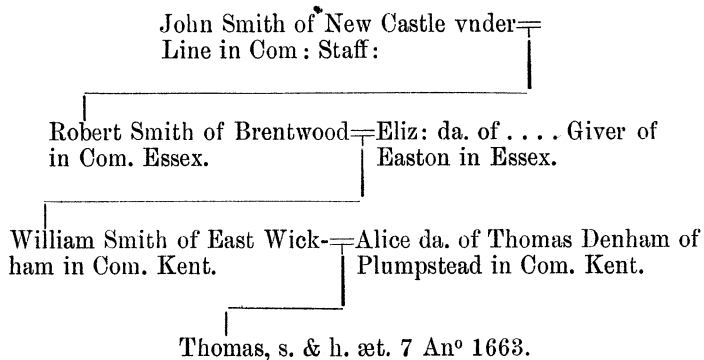 John Smith of New Castle vnder
Line in Com : Staff :
Robert Smith of Brentwood
in Com. Essex.
Eliz: da. of . . . . Giver of
Easton in Essex.
William Smith of East Wick-
ham in Com. Kent.
Alice da. of Thomas Denham of
Plumpstead in Com. Kent.
Thomas, s. & h. æt. 7 Anº 1663.